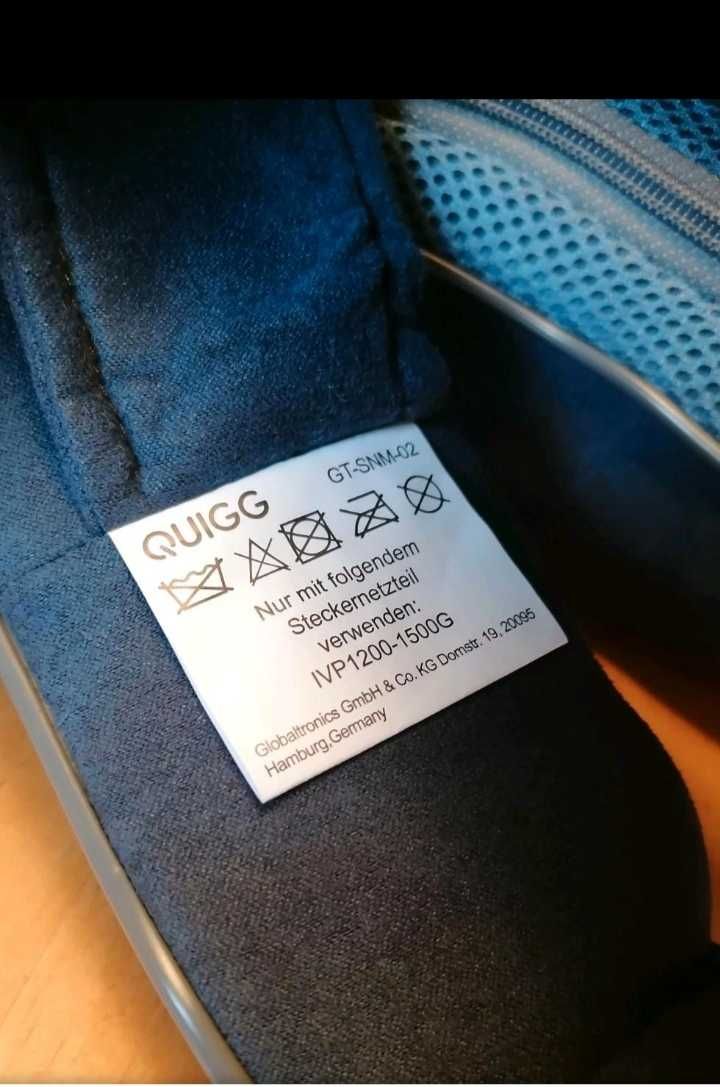 QUIGG GT-SNM-02
Nur mit folgendem
Steckernetzteil
verwenden:
IVP1200-1500G
Globaltronics GmbH & Co. KG Domstr. 19, 20095
Hamburg,Germany